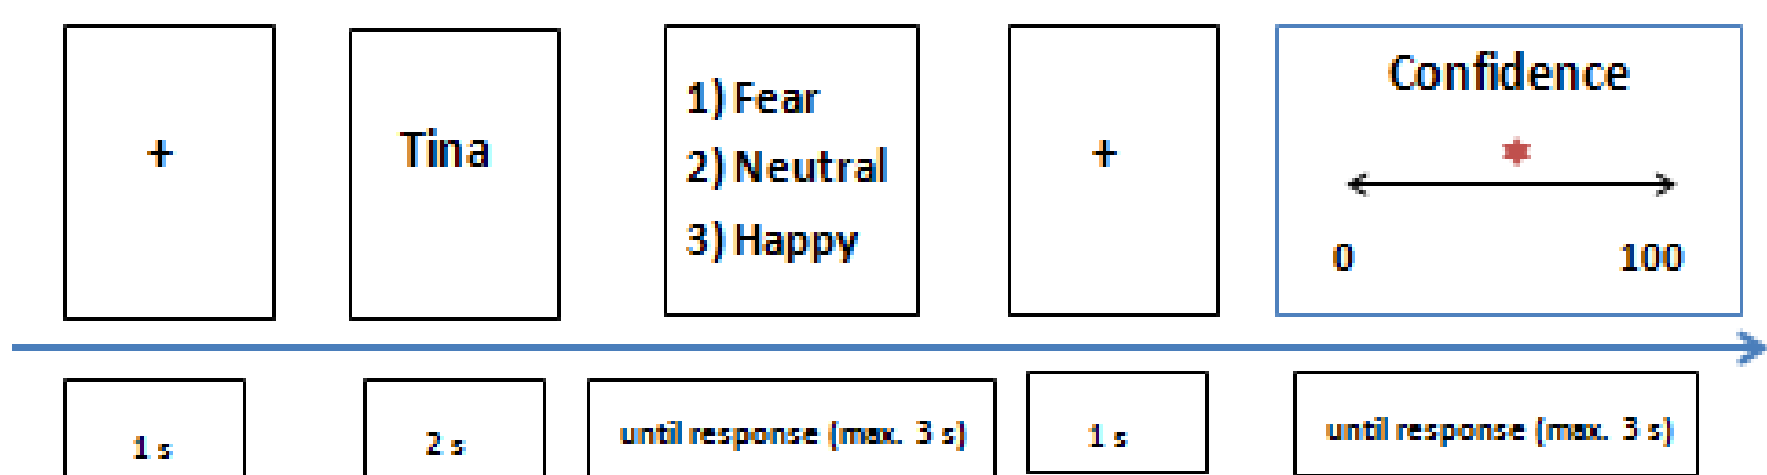 +
Tina
1) Fear
2) Neutral
3) Happy
+
Confidence
0 100
1 s
2 s
until response (max. 3 s)
1 s
until response (max. 3 s)